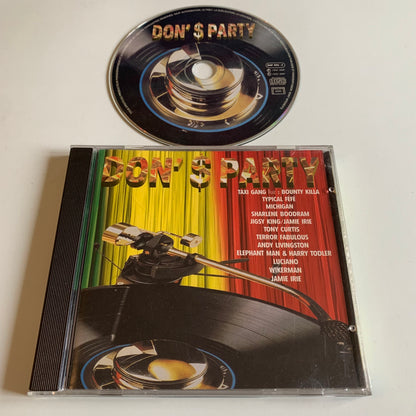 DON' $ PARTY
DON' $ PARTY
TAXI GANG feat : BOUNTY KILLA
TYPICAL FEFE
MICHIGAN
SHARLENE BOODRAM
JIGSY KING/JAMIE IRIE
TONY CURTIS
TERROR FABULOUS
ANDY LIVINGSTON
ELEPHANT MAN & HARRY TODLER
LUCIANO
WIKERMAN
JAMIE IRIE